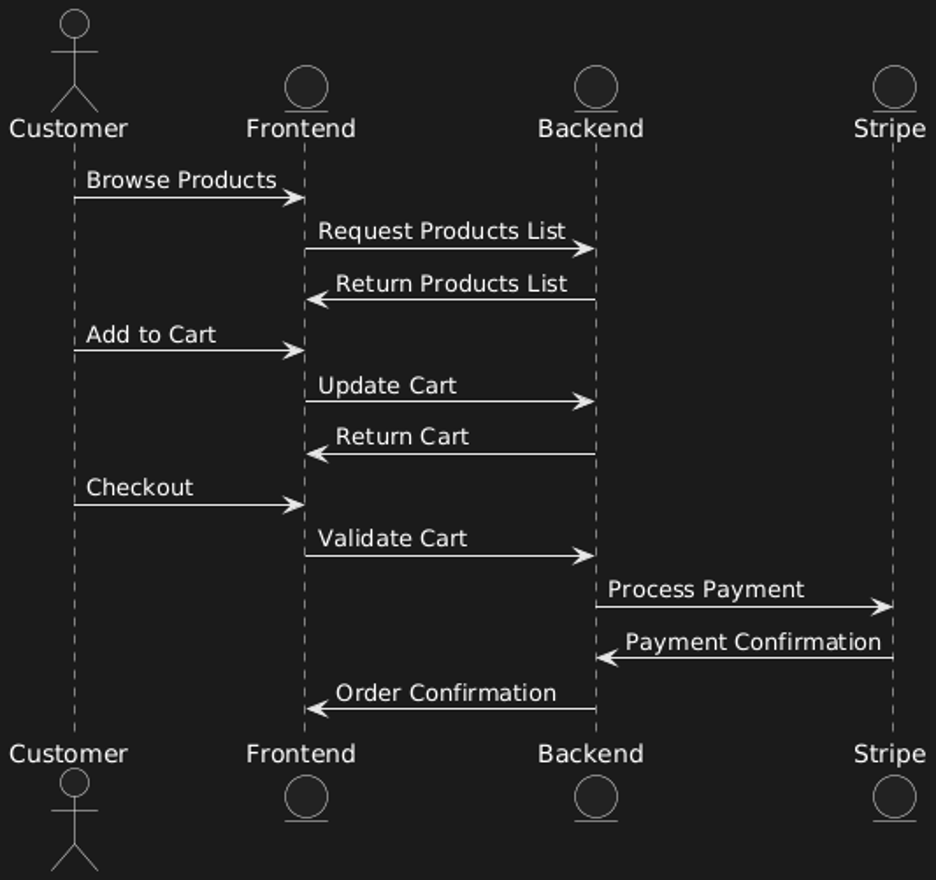 Customer
Frontend
Backend
Stripe
Browse Products
Request Products List
Return Products List
Add to Cart
Update Cart
Return Cart
Checkout
Validate Cart
Process Payment
Payment Confirmation
Order Confirmation
Customer
Frontend
Backend
Stripe